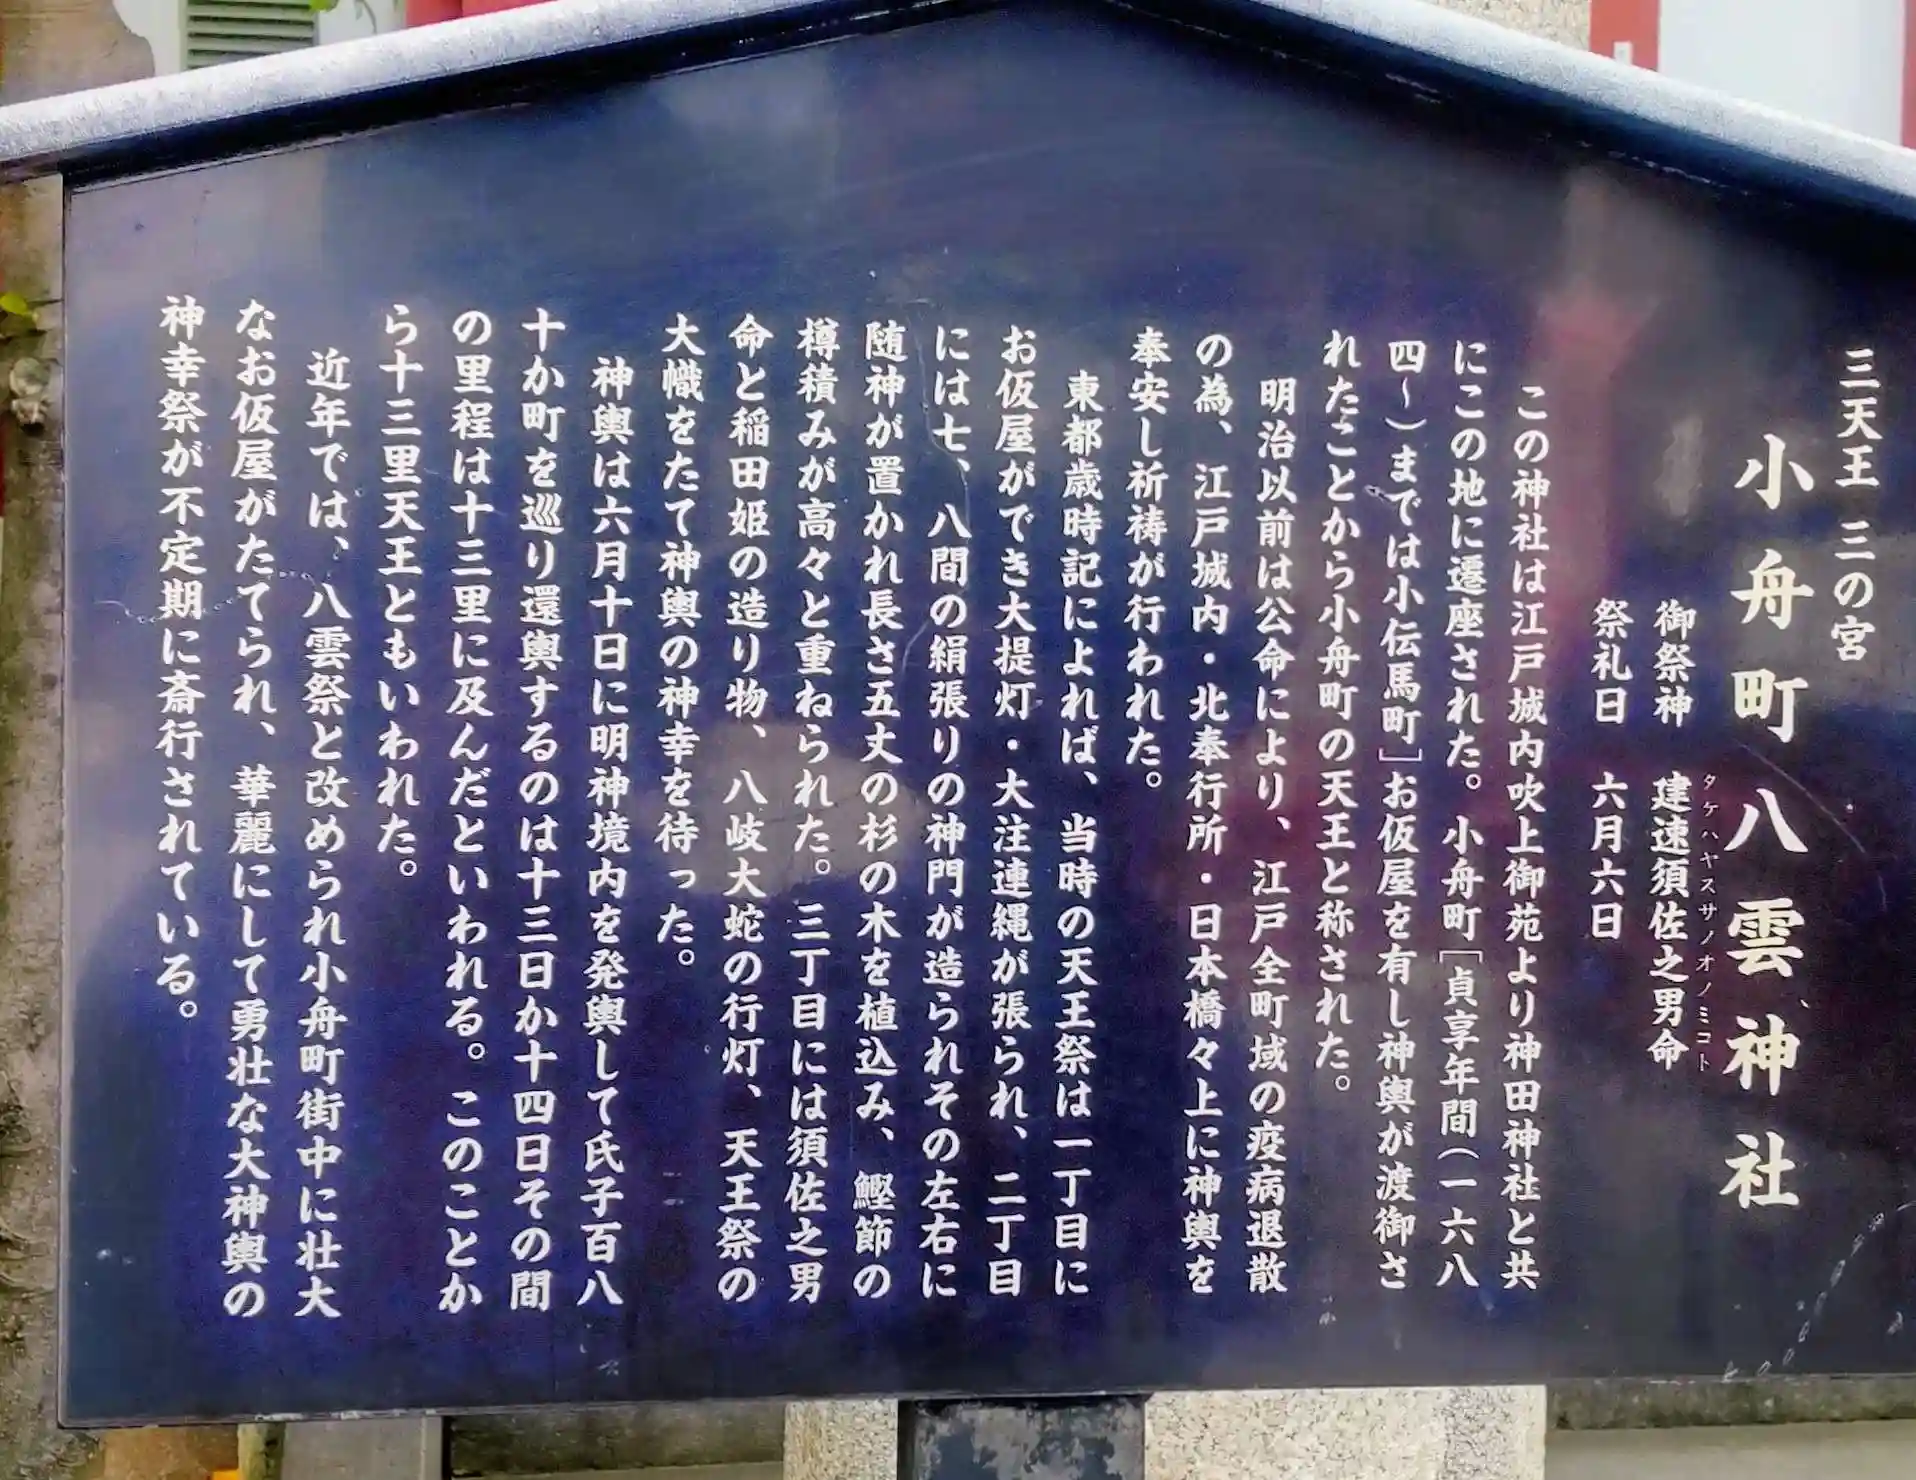 三天王 三の宮
小舟町八雲神社
御祭神 建速須佐之男命
タケハヤスサノオノミコト
祭礼日 六月六日
この神社は江戸城内吹上御苑より神田神社と共
にこの地に遷座された。小舟町[貞享年間(一六八
四~)までは小伝馬町]お仮屋を有し神輿が渡御さ
れたことから小舟町の天王と称された。
明治以前は公命により、江戸全町域の疫病退散
の為、江戸城内・北奉行所・日本橋々上に神輿を
奉安し祈祷が行われた。
東都歳時記によれば、当時の天王祭は一丁目に
お仮屋ができ大提灯・大注連縄が張られ、二丁目
には七、八間の絹張りの神門が造られその左右に
随神が置かれ長さ五丈の杉の木を植込み、鰹節の
樽積みが高々と重ねられた。三丁目には須佐之男
命と稲田姫の造り物、八岐大蛇の行灯、天王祭の
大幟をたて神輿の神幸を待った。
神輿は六月十日に明神境内を発輿して氏子百八
十か町を巡り還輿するのは十三日か十四日その間
の里程は十三里に及んだといわれる。このことか
ら十三里天王ともいわれた。
近年では、八雲祭と改められ小舟町街中に壮大
なお仮屋がたてられ、華麗にして勇壮な大神輿の
神幸祭が不定期に斎行されている。